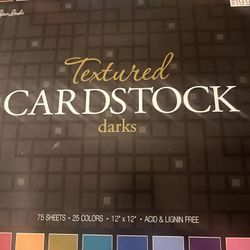 Textured
CARDSTOCK
darks
75 SHEETS • 25 COLORS • 12" x 12" • ACID & LIGNIN FREE